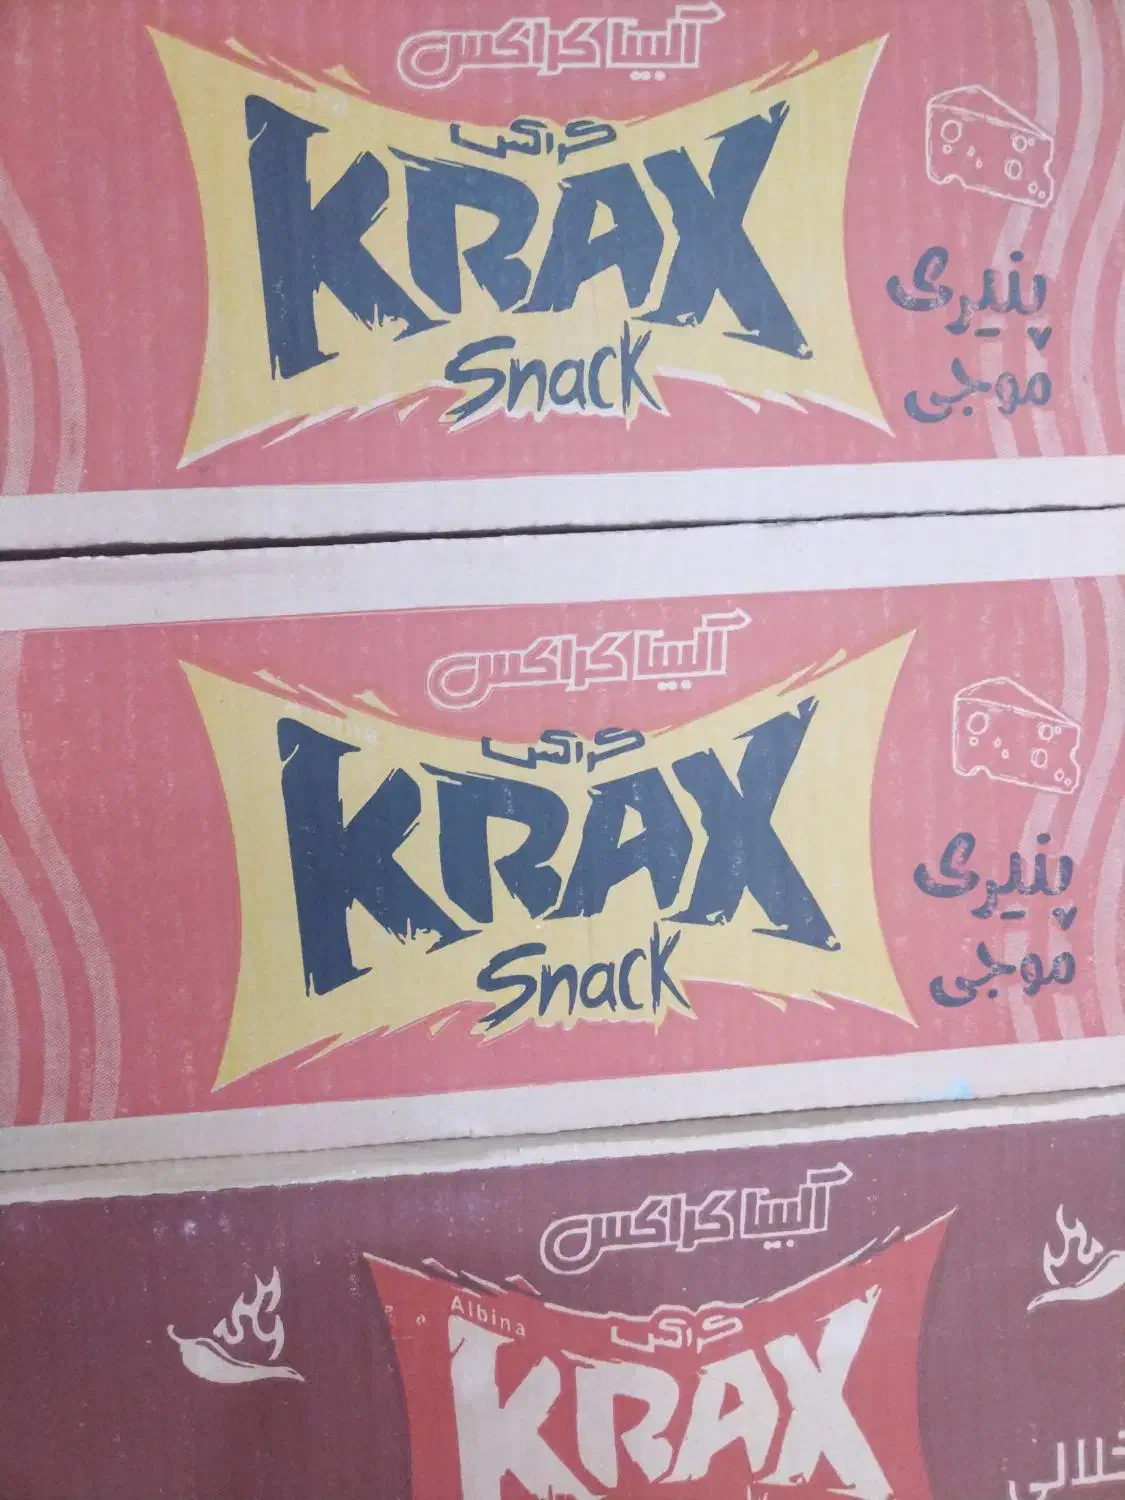 آلبینا کراکس
کراکس
KRAX
Snack
پنیری
موجی
آلبینا کراکس
کراکس
KRAX
Snack
پنیری
موجی
آلبینا کراکس
Albina
کراکس
KRAX